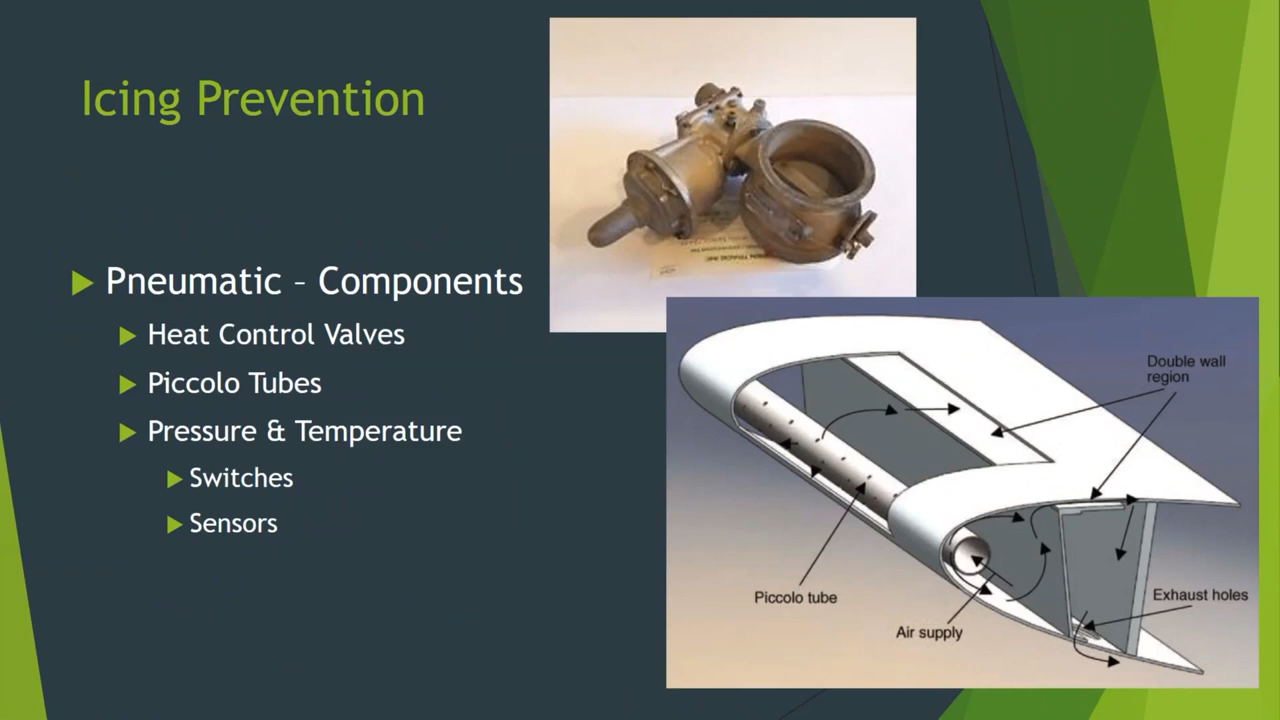 Icing Prevention
Pneumatic – Components
Heat Control Valves
Piccolo Tubes
Pressure & Temperature
Switches
Sensors
Double wall
region
Piccolo tube
Air supply
Exhaust holes